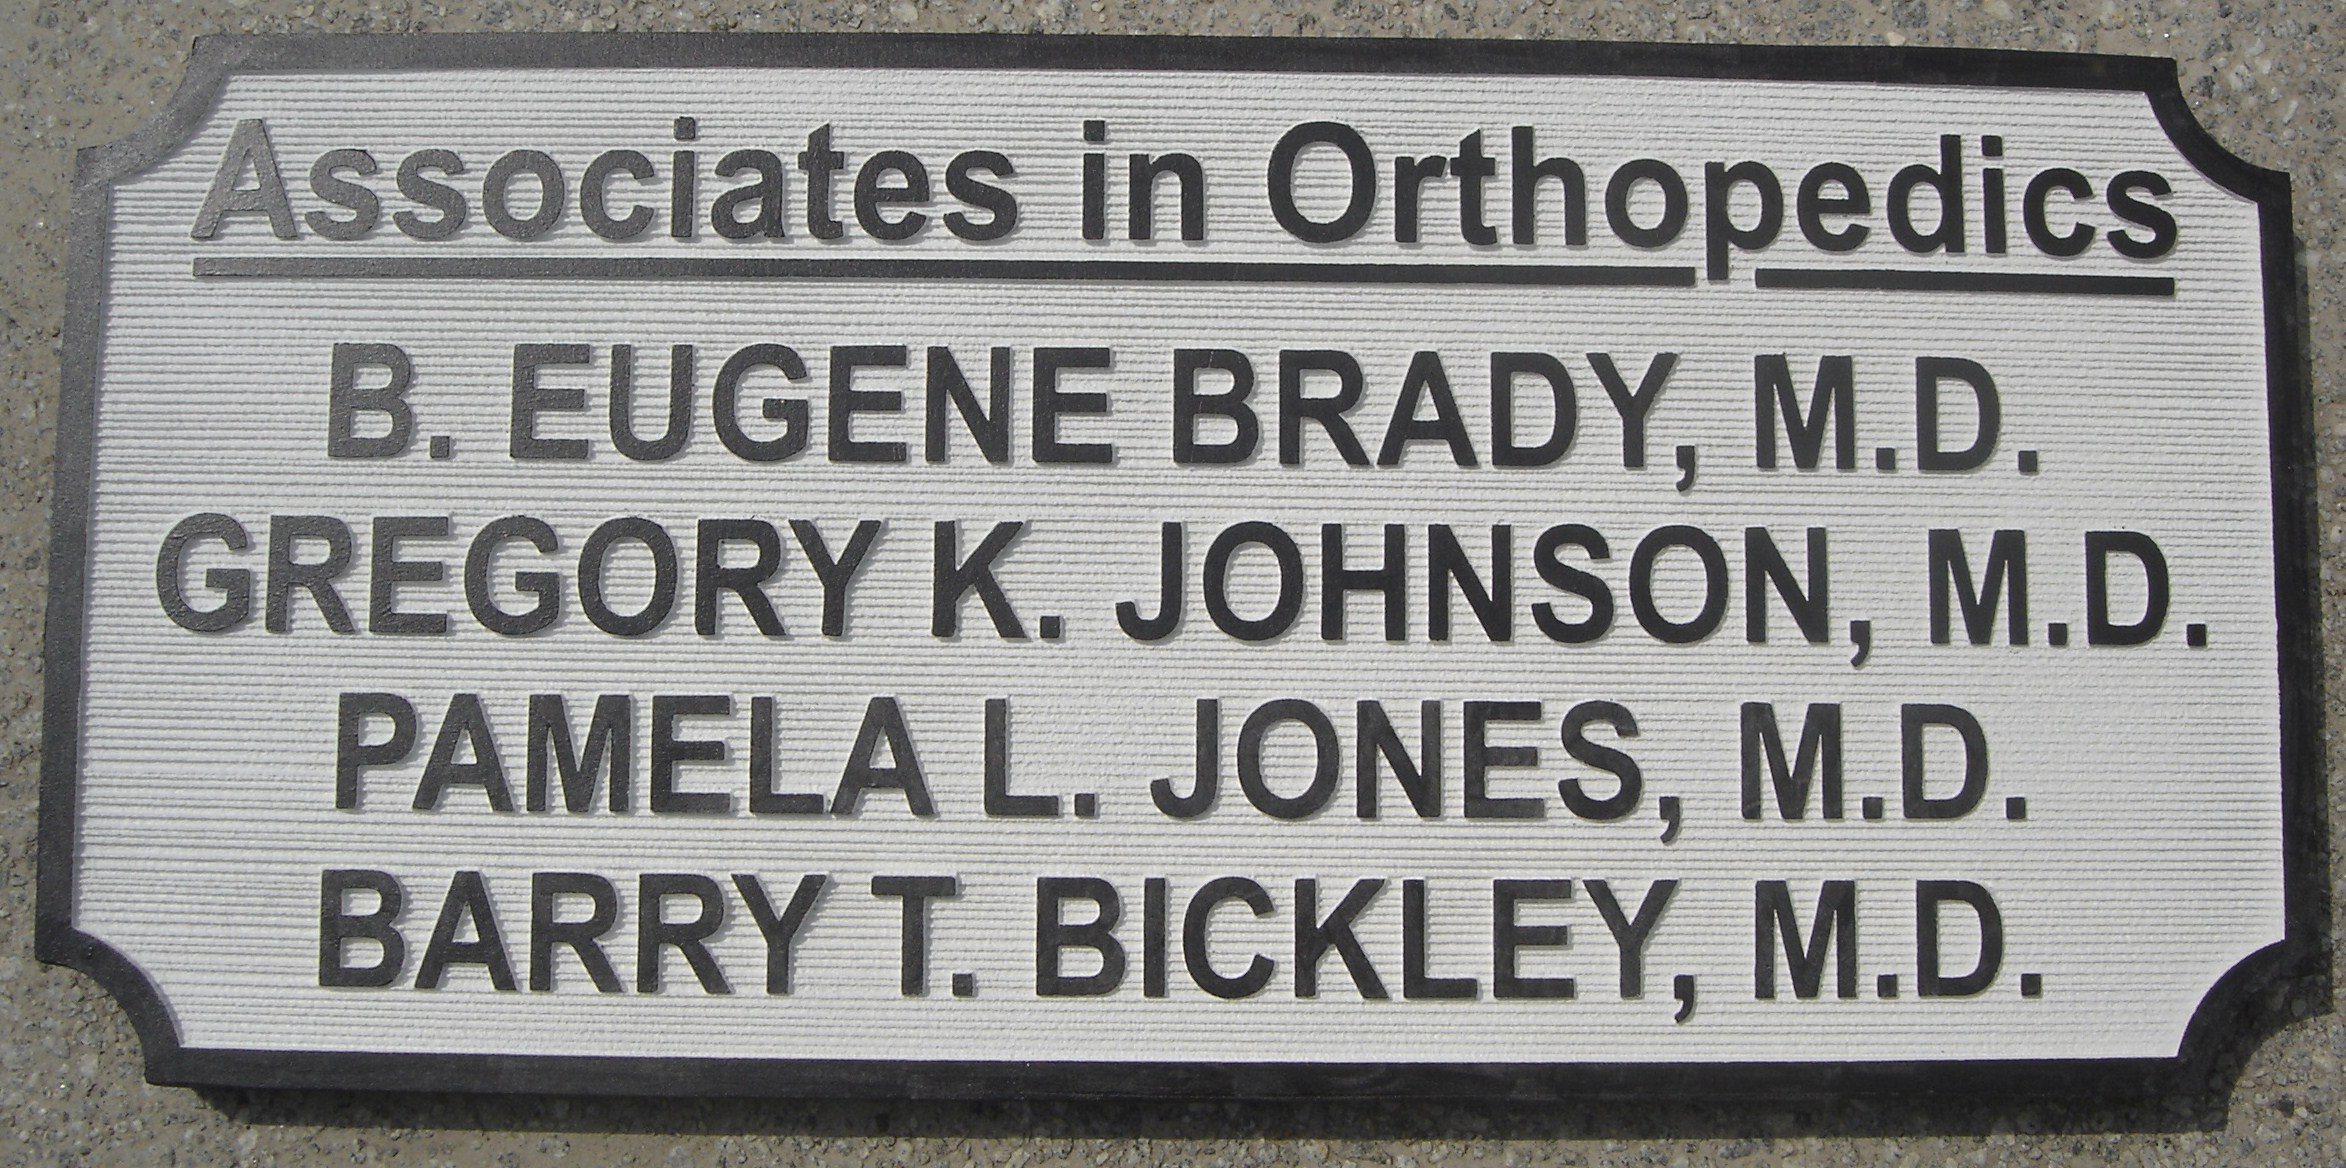 Associates in Orthopedics
B. EUGENE BRADY, M.D.
GREGORY K. JOHNSON, M.D.
PAMELA L. JONES, M.D.
BARRY T. BICKLEY, M.D.